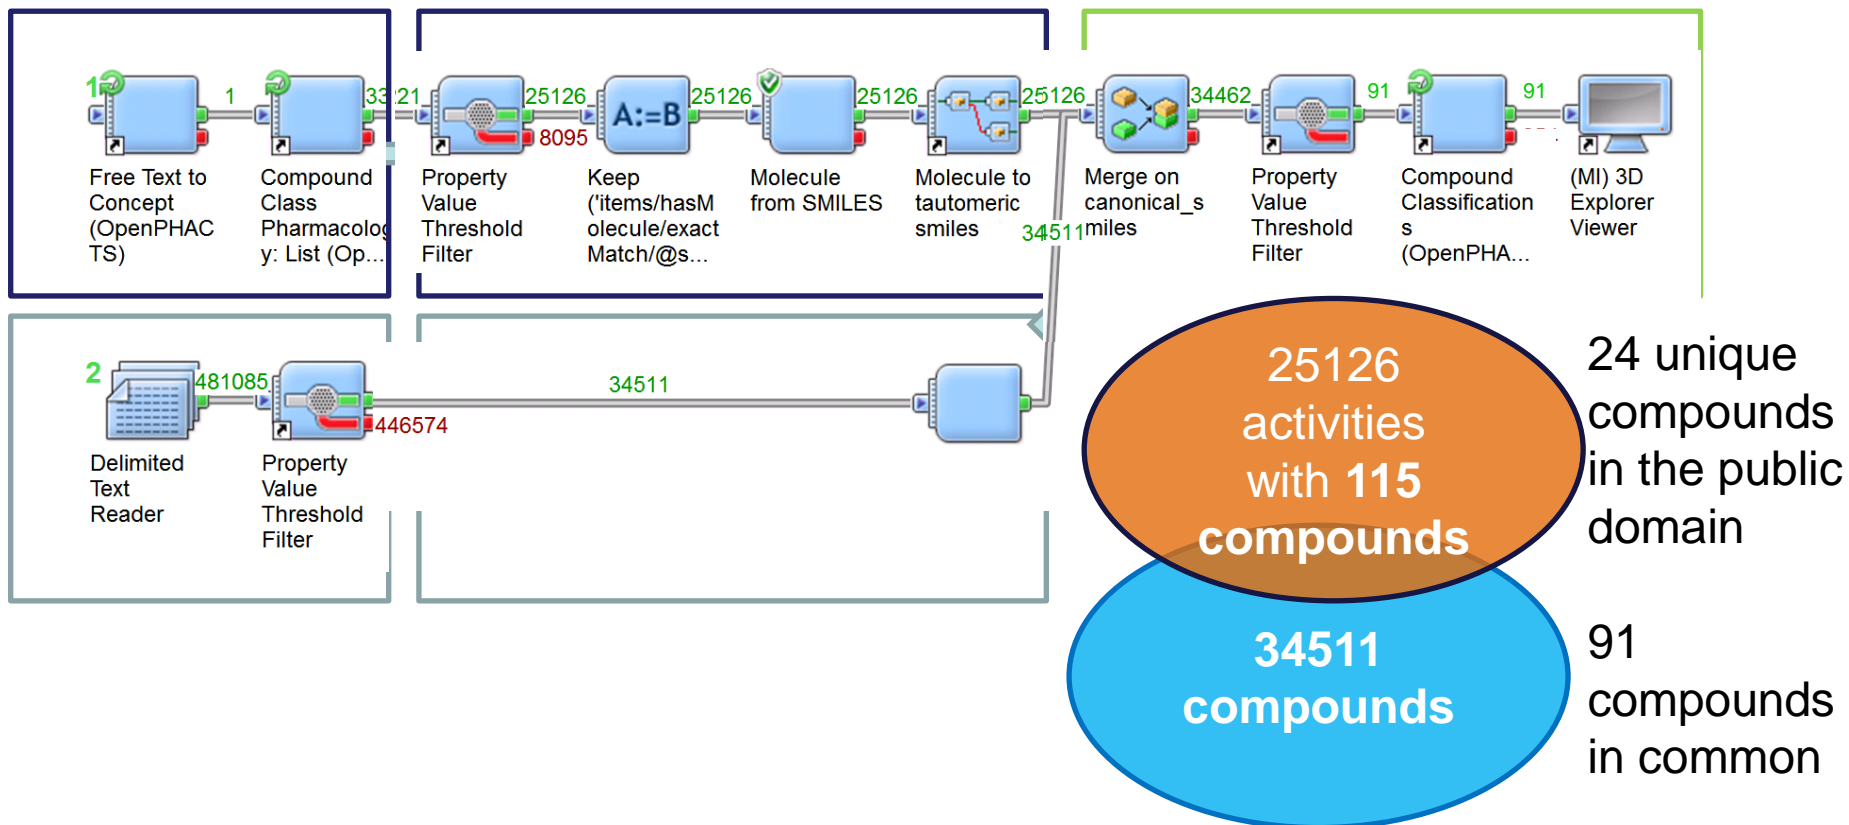 1
1
33221
25126
8095
25126
25126
25126
34462
91
91
A:=B
Free Text to
Concept
(OpenPHAC
TS)
Compound
Class
Pharmacolog
y: List (Op...
Property
Value
Threshold
Filter
Keep
('items/hasM
olecule/exact
Match/@s...
Molecule
from SMILES
Molecule to
tautomeric
smiles
34511
Merge on
canonical_s
miles
Property
Value
Threshold
Filter
Compound
Classification
s
(OpenPHA...
(MI) 3D
Explorer
Viewer
2
481085
446574
34511
Delimited
Text
Reader
Property
Value
Threshold
Filter
25126
activities
with 115
compounds
34511
compounds
24 unique
compounds
in the public
domain
91
compounds
in common